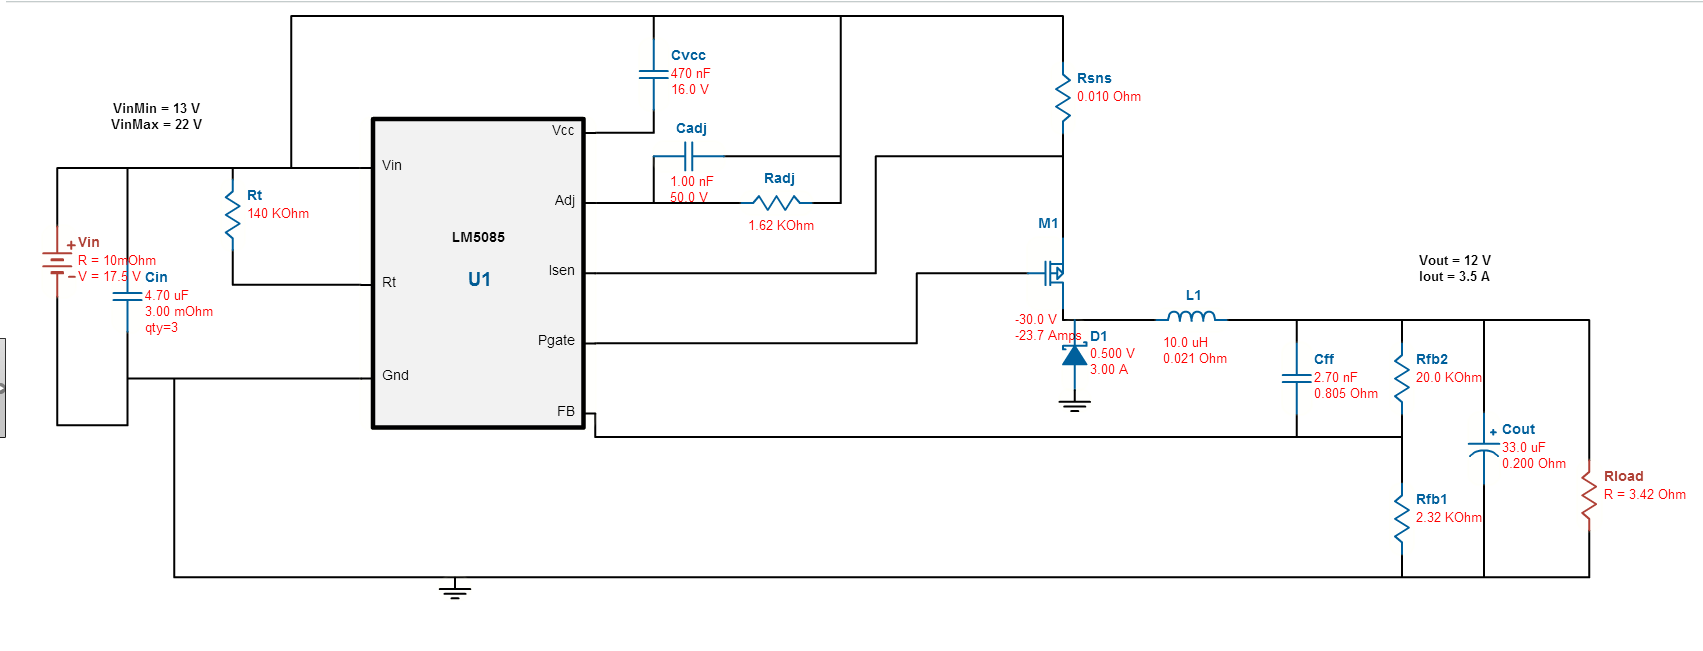 VinMin = 13 V
VinMax = 22 V
Cvcc
470 nF
16.0 V
Rsns
0.010 Ohm
Vcc
Cadj
1.00 nF
50.0 V
Vin
Rt
140 KOhm
Adj
Radj
1.62 KOhm
LM5085
U1
M1
-30.0 V
-23.7 Amps
+ Vin
R = 10mOhm
V = 17.5 V
Cin
4.70 uF
3.00 mOhm
qty=3
Rt
Isen
Pgate
Gnd
FB
D1
0.500 V
3.00 A
L1
10.0 uH
0.021 Ohm
Vout = 12 V
Iout = 3.5 A
Cff
2.70 nF
0.805 Ohm
Rfb2
20.0 KOhm
+ Cout
33.0 uF
0.200 Ohm
Rfb1
2.32 KOhm
Rload
R = 3.42 Ohm